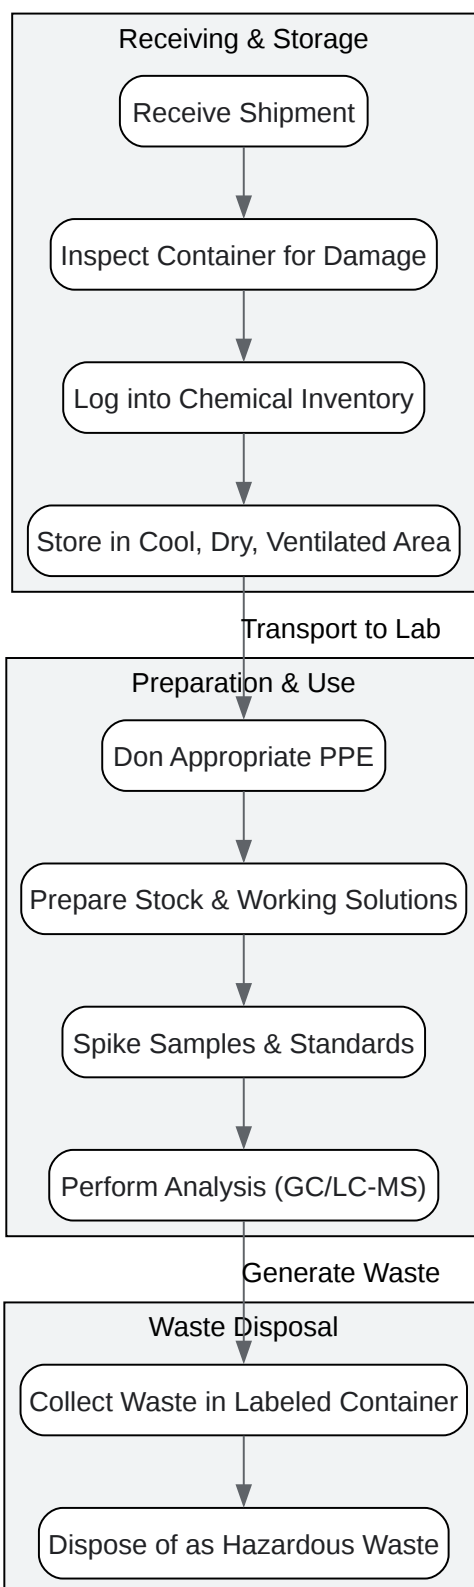 Receiving & Storage
Receive Shipment
Inspect Container for Damage
Log into Chemical Inventory
Store in Cool, Dry, Ventilated Area
Transport to Lab
Preparation & Use
Don Appropriate PPE
Prepare Stock & Working Solutions
Spike Samples & Standards
Perform Analysis (GC/LC-MS)
Generate Waste
Waste Disposal
Collect Waste in Labeled Container
Dispose of as Hazardous Waste